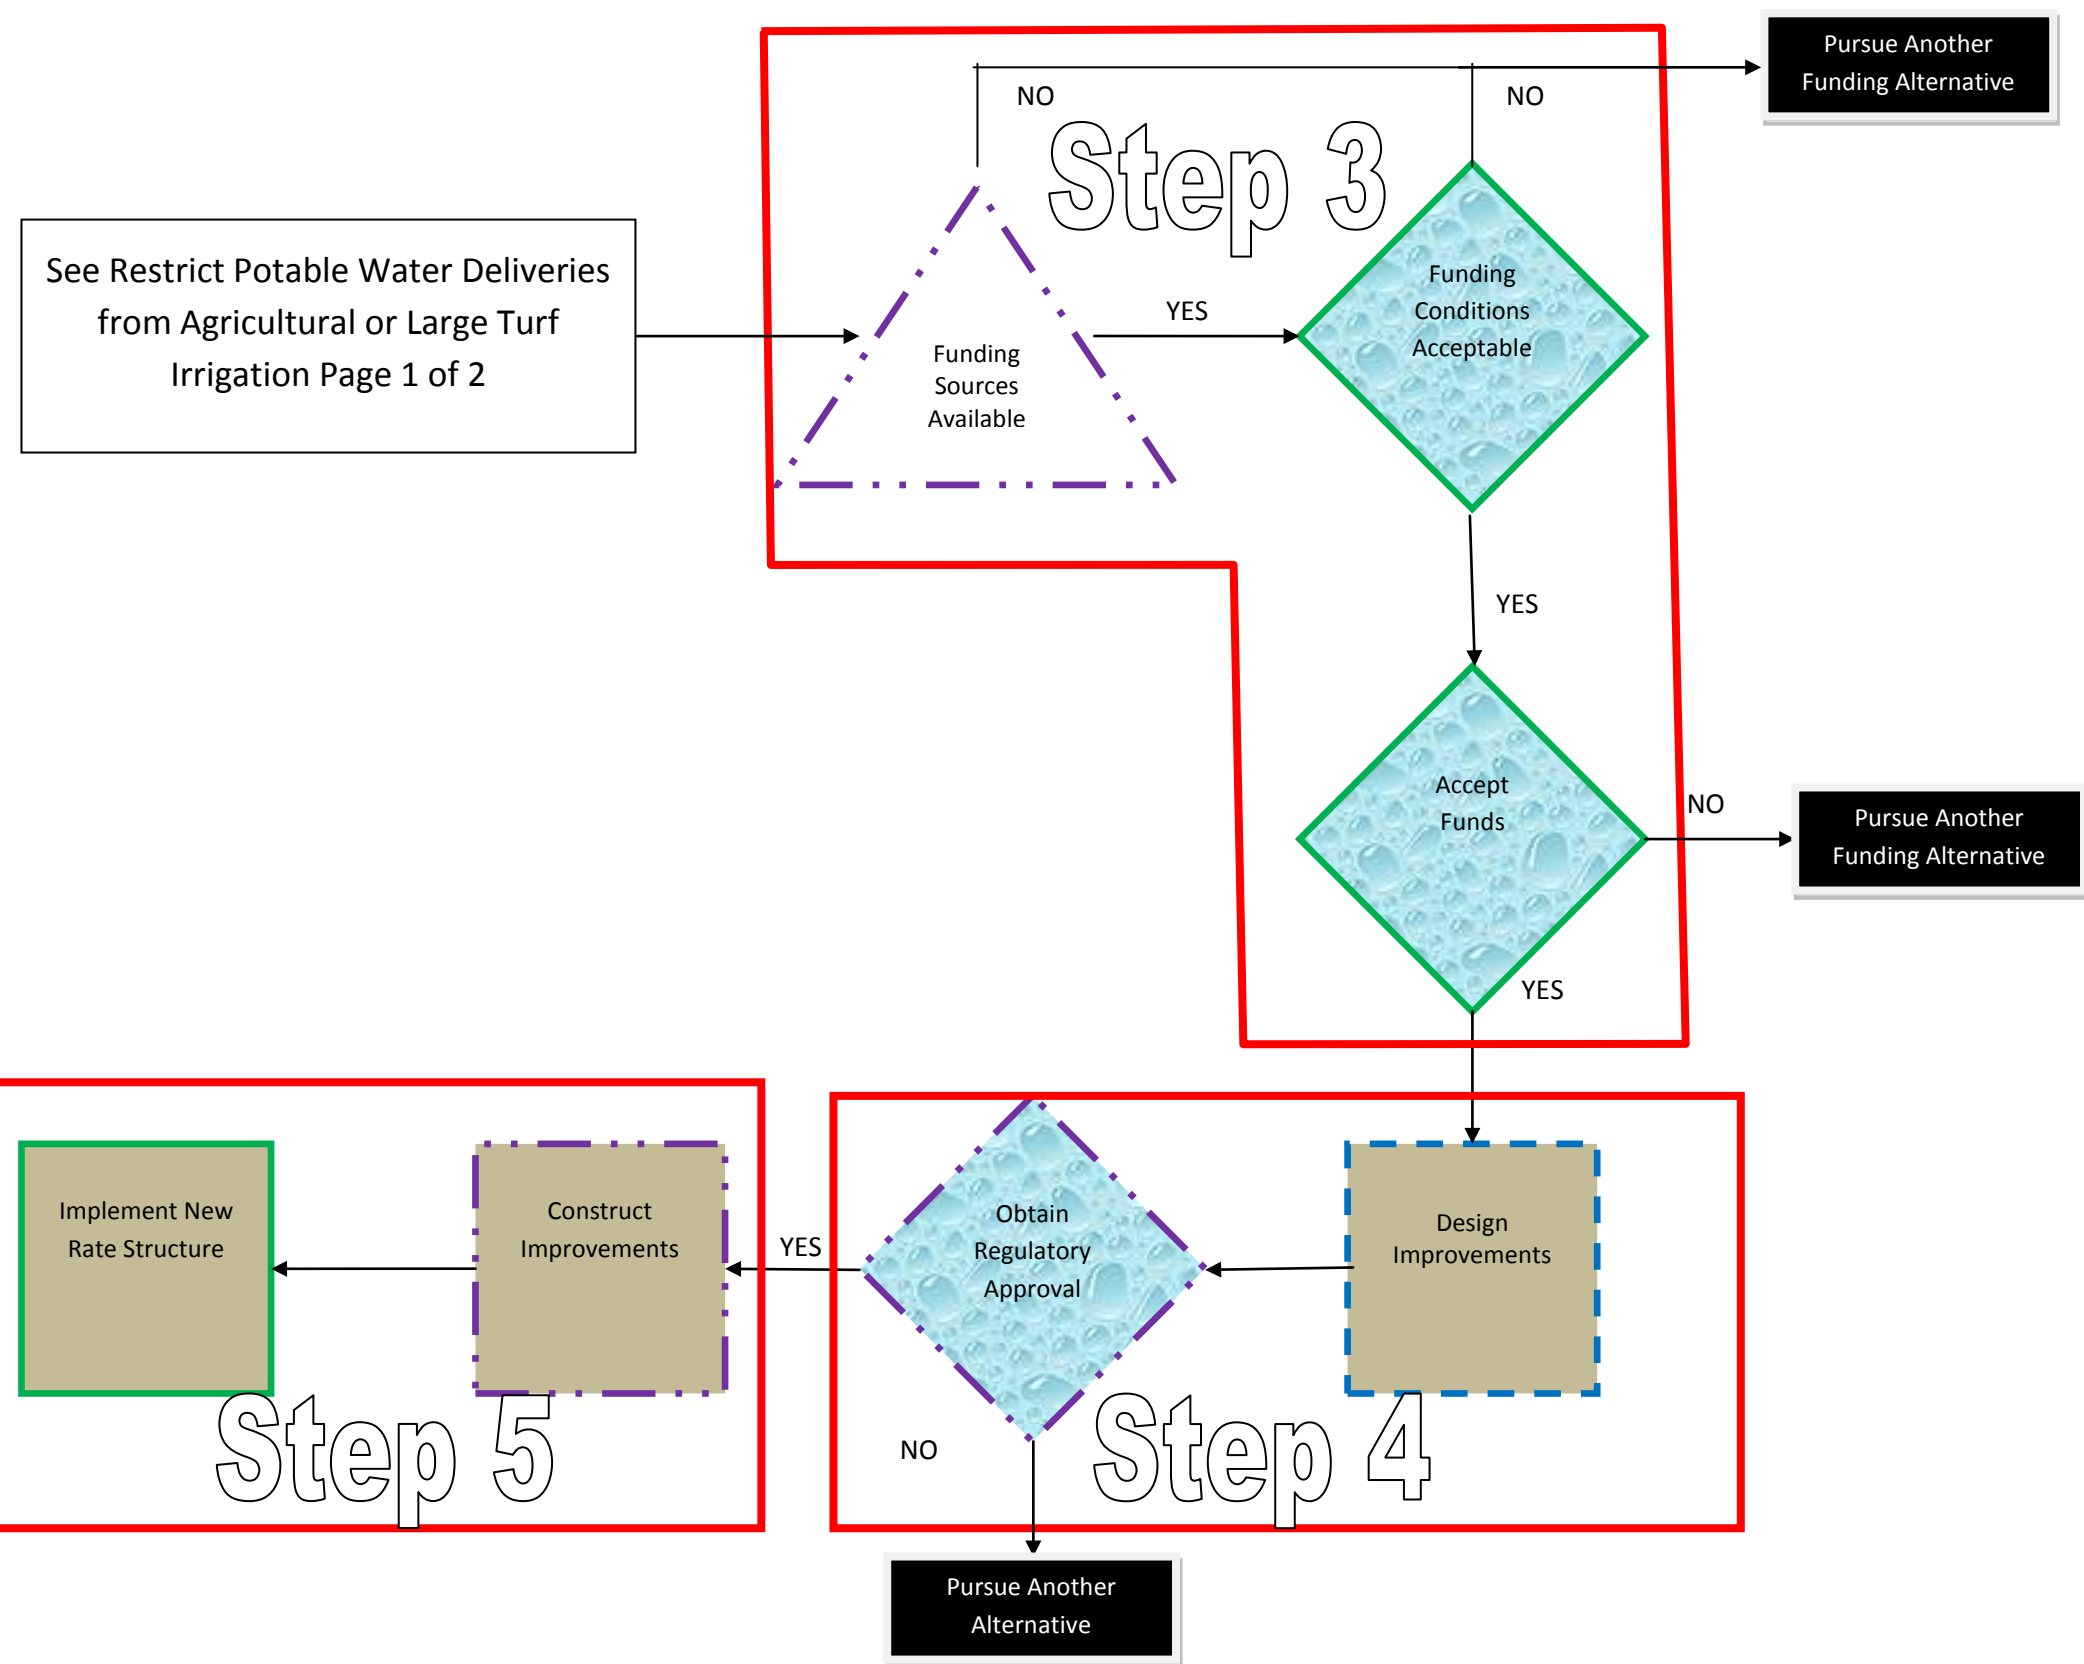 Pursue Another
Funding Alternative
NO
NO
Step 3
See Restrict Potable Water Deliveries
from Agricultural or Large Turf
Irrigation Page 1 of 2
Funding
Sources
Available
YES
Funding
Conditions
Acceptable
YES
Accept
Funds
NO
Pursue Another
Funding Alternative
YES
Implement New
Rate Structure
Construct
Improvements
YES
Obtain
Regulatory
Approval
Design
Improvements
Step 5
NO
Step 4
Pursue Another
Alternative